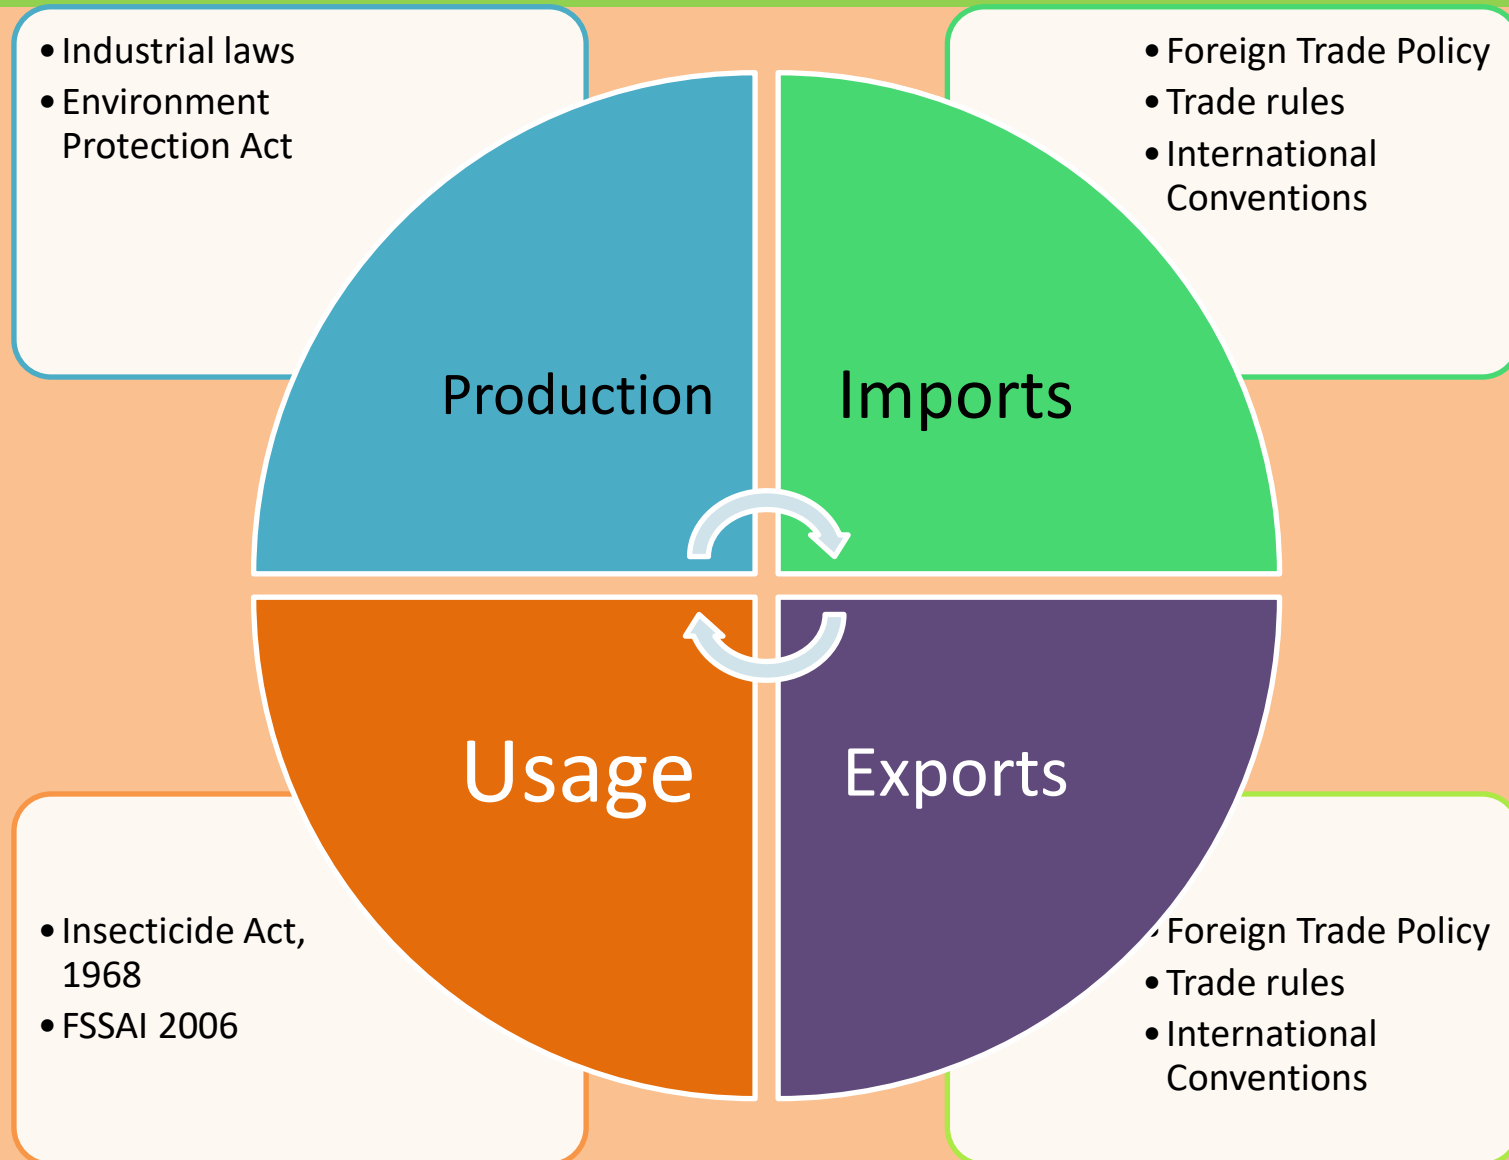 • Industrial laws
• Environment
Protection Act
• Foreign Trade Policy
• Trade rules
• International
Conventions
Production
Imports
Usage
Exports
• Insecticide Act,
1968
• FSSAI 2006
• Foreign Trade Policy
• Trade rules
• International
Conventions